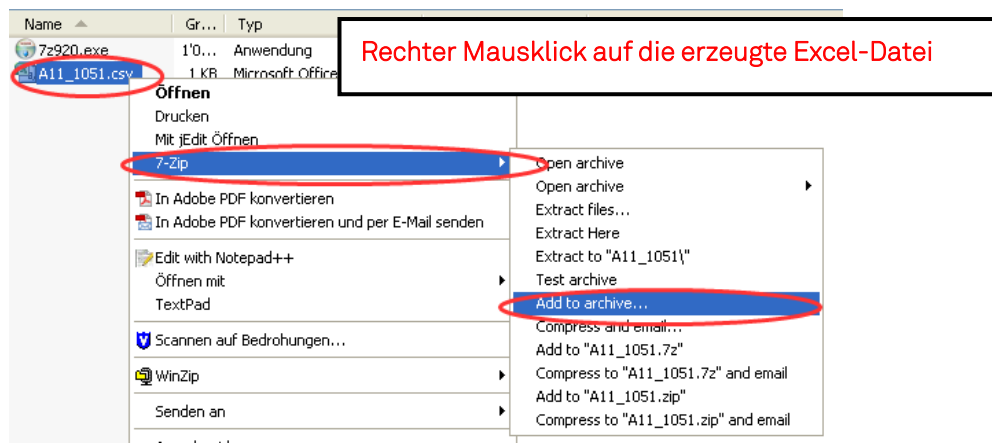 Name Gr... Typ
7z920.exe 1'0... Anwendung
A11_1051.csv 1 KB Microsoft Office
Rechter Mausklick auf die erzeugte Excel-Datei
Öffnen
Drucken
Mit jEdit Öffnen
7-Zip
In Adobe PDF konvertieren
In Adobe PDF konvertieren und per E-Mail senden
Edit with Notepad++
Öffnen mit
TextPad
Scannen auf Bedrohungen...
WinZip
Senden an
Open archive
Open archive
Extract files...
Extract Here
Extract to "A11_1051\"
Test archive
Add to archive...
Compress and email...
Add to "A11_1051.7z"
Compress to "A11_1051.7z" and email
Add to "A11_1051.zip"
Compress to "A11_1051.zip" and email